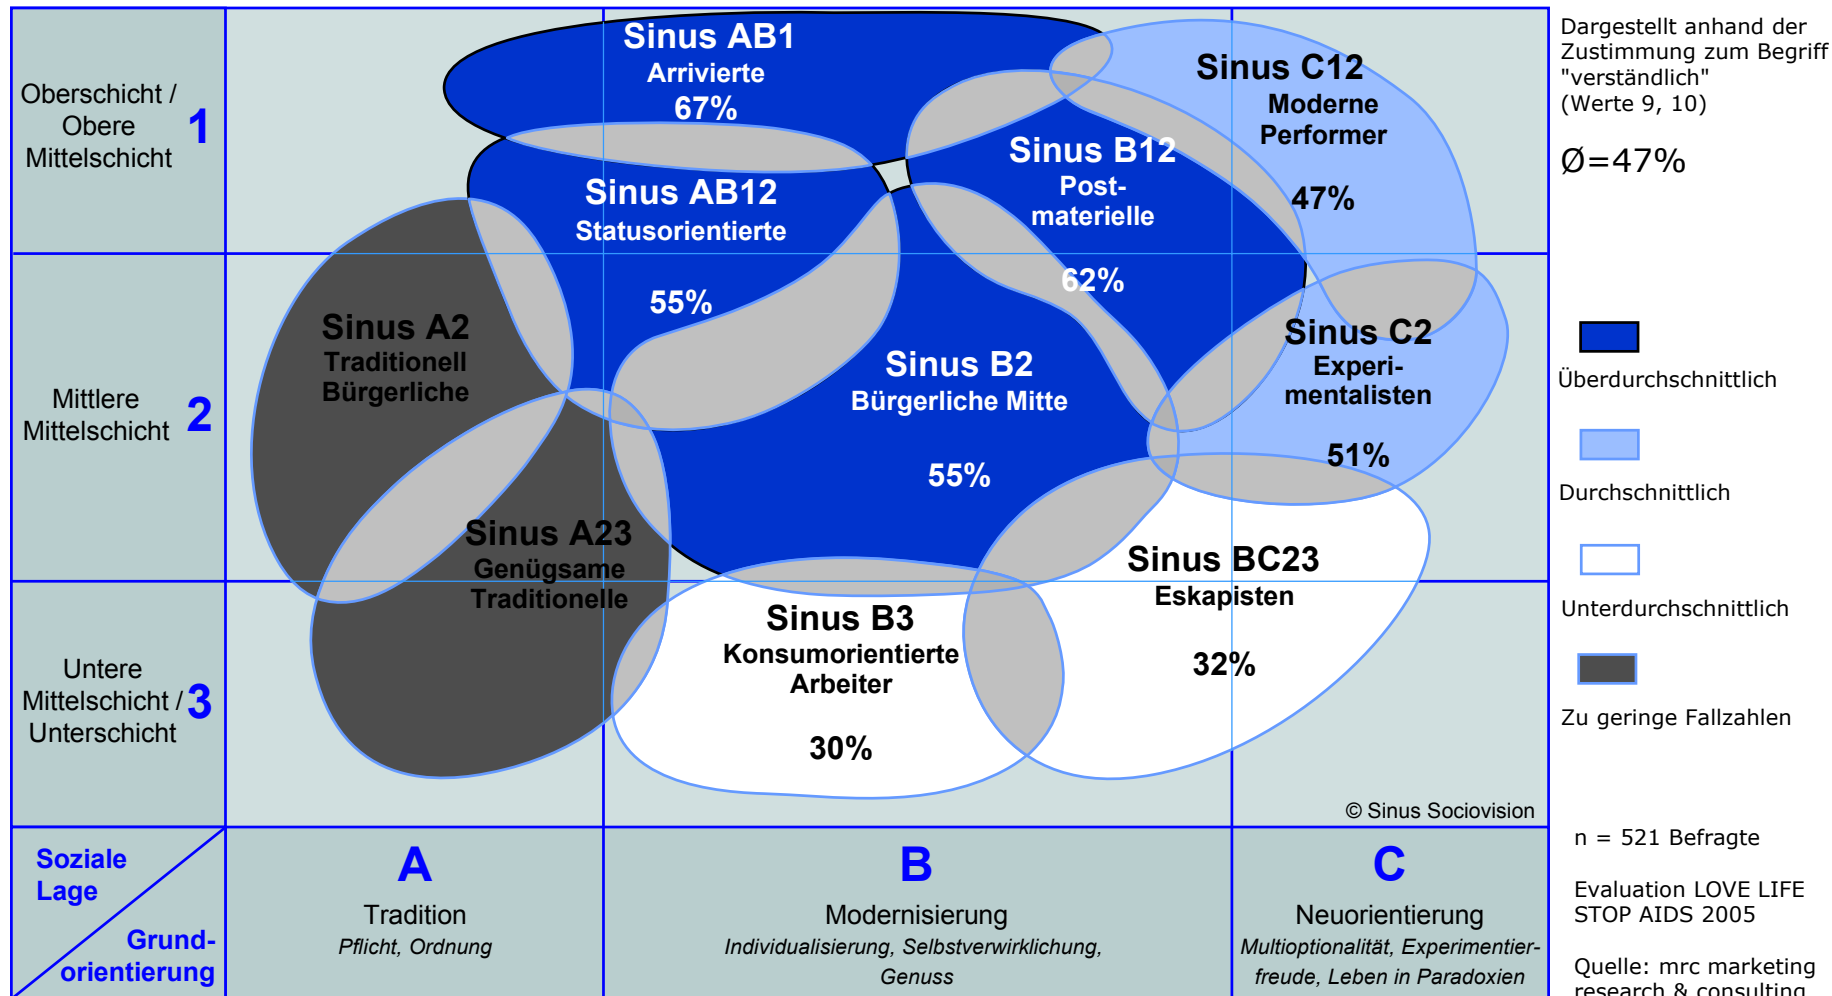 Oberschicht /
Obere
Mittelschicht
1
Mittlere
Mittelschicht
2
Untere
Mittelschicht /
Unterschicht
3
Sinus AB1
Arrivierte
67%
Sinus C12
Moderne
Performer
47%
Sinus B12
Post-
materielle
62%
Sinus AB12
Statusorientierte
55%
Sinus A2
Traditionell
Bürgerliche
Sinus B2
Bürgerliche Mitte
55%
Sinus C2
Experi-
mentalisten
51%
Sinus A23
Genügsame
Traditionelle
Sinus BC23
Eskapisten
32%
Sinus B3
Konsumorientierte
Arbeiter
30%
© Sinus Sociovision
Soziale
Lage
Grund-
orientierung
A
Tradition
Pflicht, Ordnung
B
Modernisierung
Individualisierung, Selbstverwirklichung,
Genuss
C
Neuorientierung
Multioptionalität, Experimentier-
freude, Leben in Paradoxien
Dargestellt anhand der
Zustimmung zum Begriff
"verständlich"
(Werte 9, 10)
Ø=47%
Überdurchschnittlich
Durchschnittlich
Unterdurchschnittlich
Zu geringe Fallzahlen
n = 521 Befragte
Evaluation LOVE LIFE
STOP AIDS 2005
Quelle: mrc marketing
research & consulting